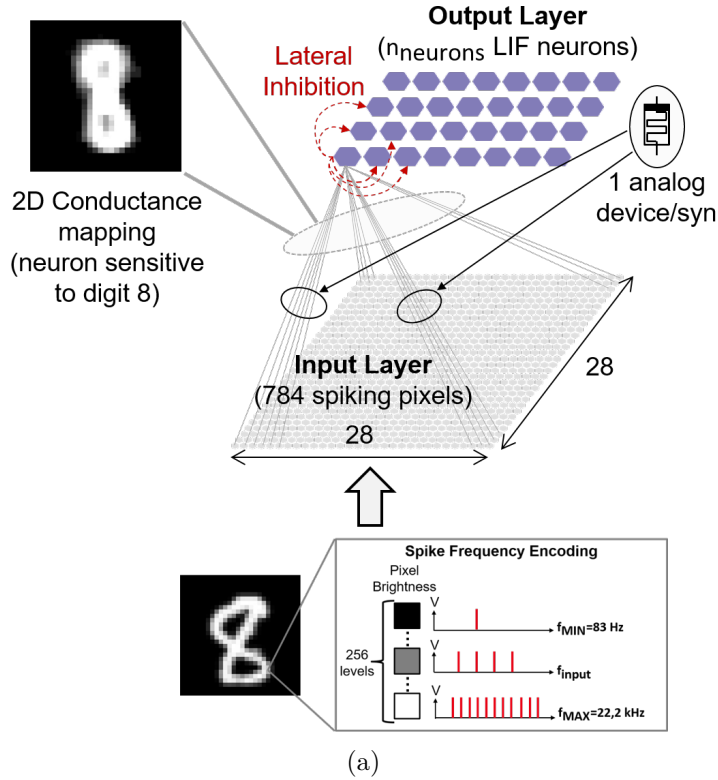 Output Layer
(nneurons LIF neurons)
Lateral
Inhibition
1 analog
device/syn
2D Conductance
mapping
(neuron sensitive
to digit 8)
Input Layer
(784 spiking pixels)
28
28
Spike Frequency Encoding
Pixel
Brightness
256
levels
V
fMIN=83 Hz
V
finput
V
fMAX=22,2 kHz
(a)